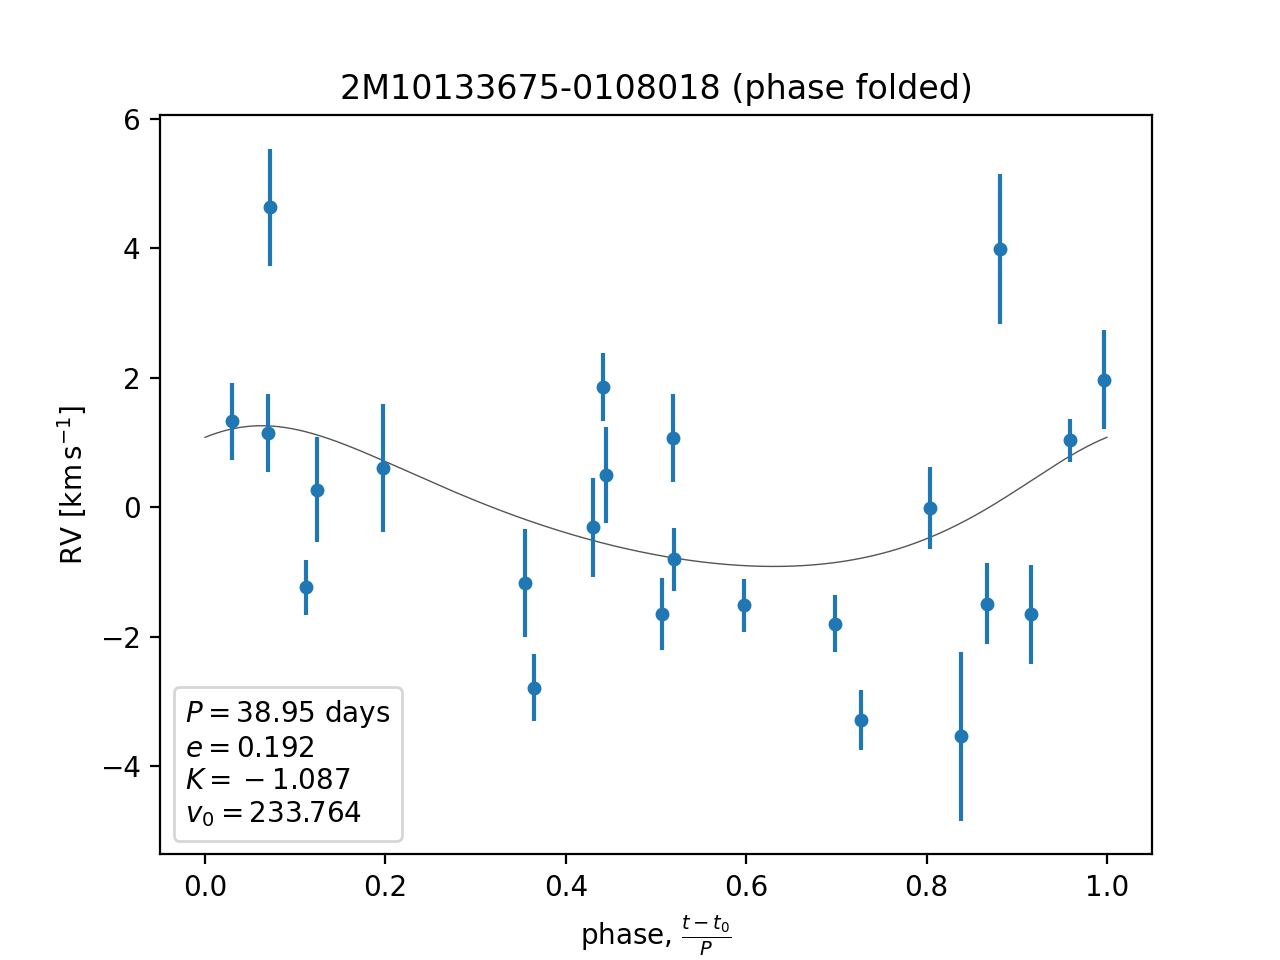 2M10133675-0108018 (phase folded)
6
4
2
0
−2
−4
RV [km s⁻¹]
P = 38.95 days
e = 0.192
K = − 1.087
v₀ = 233.764
0.0 0.2 0.4 0.6 0.8 1.0
phase, (t − t₀)/P